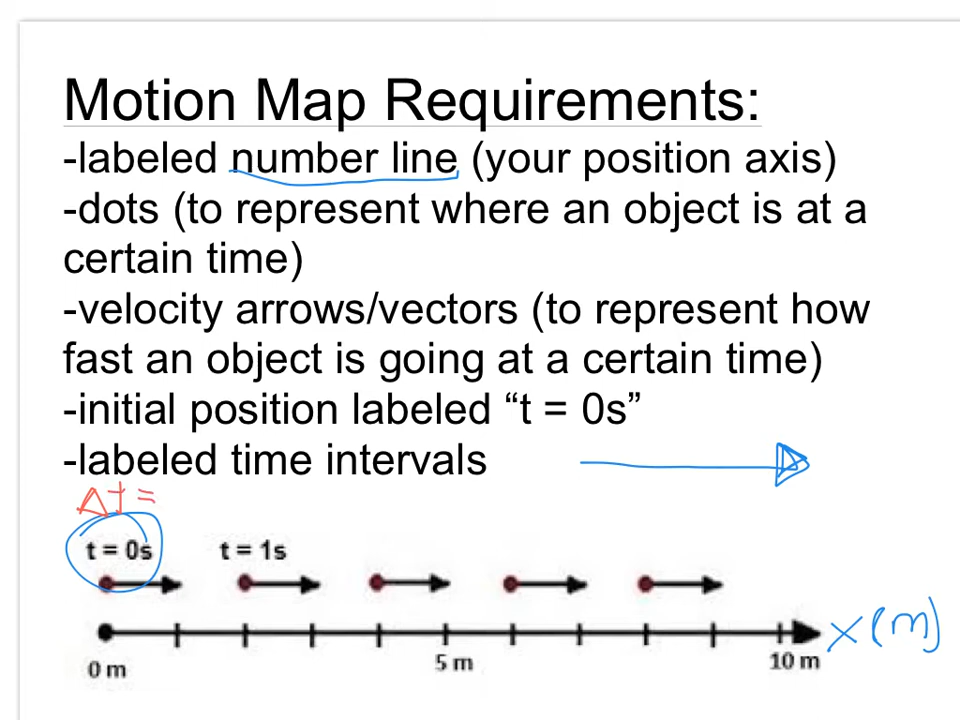 Motion Map Requirements:
-labeled number line (your position axis)
-dots (to represent where an object is at a
certain time)
-velocity arrows/vectors (to represent how
fast an object is going at a certain time)
-initial position labeled “t = 0s”
-labeled time intervals
Δt =
t = 0s t = 1s
x (m)
0 m 5 m 10 m